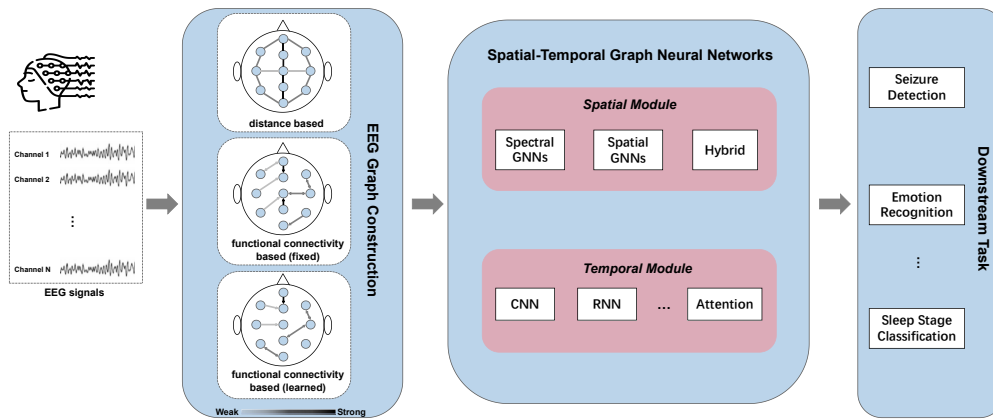 Channel 1
Channel 2
...
Channel N
EEG signals
distance based
functional connectivity
based (fixed)
functional connectivity
based (learned)
Weak
Strong
EEG Graph Construction
Spatial-Temporal Graph Neural Networks
Spatial Module
Spectral
GNNs
Spatial
GNNs
Hybrid
Temporal Module
CNN
RNN
...
Attention
Seizure
Detection
Emotion
Recognition
...
Sleep Stage
Classification
Downstream Task